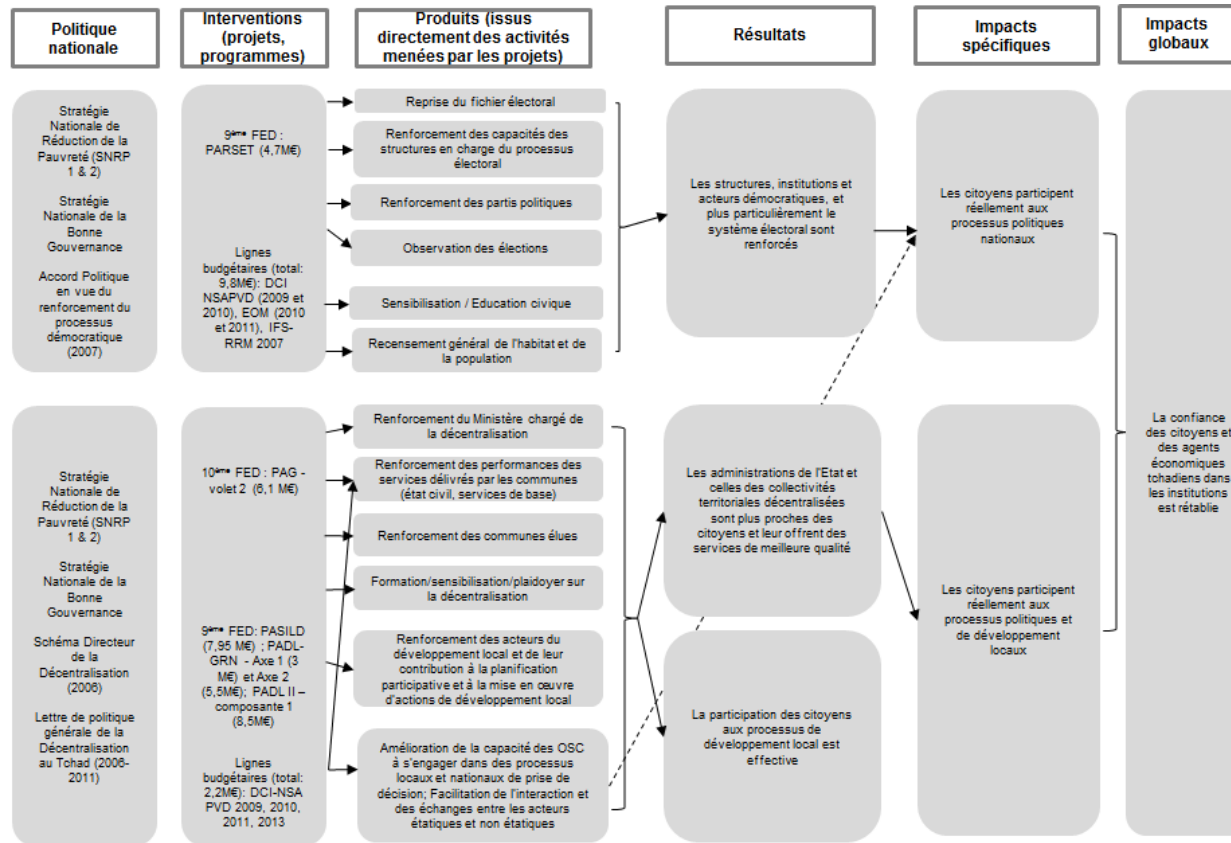 Politique
nationale
Interventions
(projets,
programmes)
Produits (issus
directement des activités
menées par les projets)
Résultats
Impacts
spécifiques
Impacts
globaux
Stratégie
Nationale de
Réduction de la
Pauvreté (SNRP
1 & 2)
Stratégie
Nationale de la
Bonne
Gouvernance
Accord Politique
en vue du
renforcement du
processus
démocratique
(2007)
9ème FED :
PARSET (4,7M€)
Lignes
budgétaires (total:
9,8M€): DCI
NSAPVD (2009 et
2010), EOM (2010
et 2011), IFS-
RRM 2007
Reprise du fichier électoral
Renforcement des capacités des
structures en charge du processus
électoral
Renforcement des partis politiques
Observation des élections
Sensibilisation / Education civique
Recensement général de l'habitat et de
la population
Les structures, institutions et
acteurs démocratiques, et
plus particulièrement le
système électoral sont
renforcés
Les citoyens participent
réellement aux
processus politiques
nationaux
Stratégie
Nationale de
Réduction de la
Pauvreté (SNRP
1 & 2)
Stratégie
Nationale de la
Bonne
Gouvernance
Schéma Directeur
de la
Décentralisation
(2006)
Lettre de politique
générale de la
Décentralisation
au Tchad (2006-
2011)
10ème FED : PAG -
volet 2 (6,1 M€)
9ème FED: PASILD
(7,95 M€) ; PADL-
GRN - Axe 1 (3
M€) et Axe 2
(5,5M€); PADL II –
composante 1
(8,5M€)
Lignes
budgétaires (total:
2,2M€): DCI-NSA
PVD 2009, 2010,
2011, 2013
Renforcement du Ministère chargé de
la décentralisation
Renforcement des performances des
services délivrés par les communes
(état civil, services de base)
Renforcement des communes élues
Formation/sensibilisation/plaidoyer sur
la décentralisation
Renforcement des acteurs du
développement local et de leur
contribution à la planification
participative et à la mise en œuvre
d'actions de développement local
Amélioration de la capacité des OSC
à s'engager dans des processus
locaux et nationaux de prise de
décision; Facilitation de l'interaction et
des échanges entre les acteurs
étatiques et non étatiques
Les administrations de l'Etat et
celles des collectivités
territoriales décentralisées
sont plus proches des
citoyens et leur offrent des
services de meilleure qualité
La participation des citoyens
aux processus de
développement local est
effective
Les citoyens participent
réellement aux
processus politiques et
de développement
locaux
La confiance
des citoyens et
des agents
économiques
tchadiens dans
les institutions
est rétablie